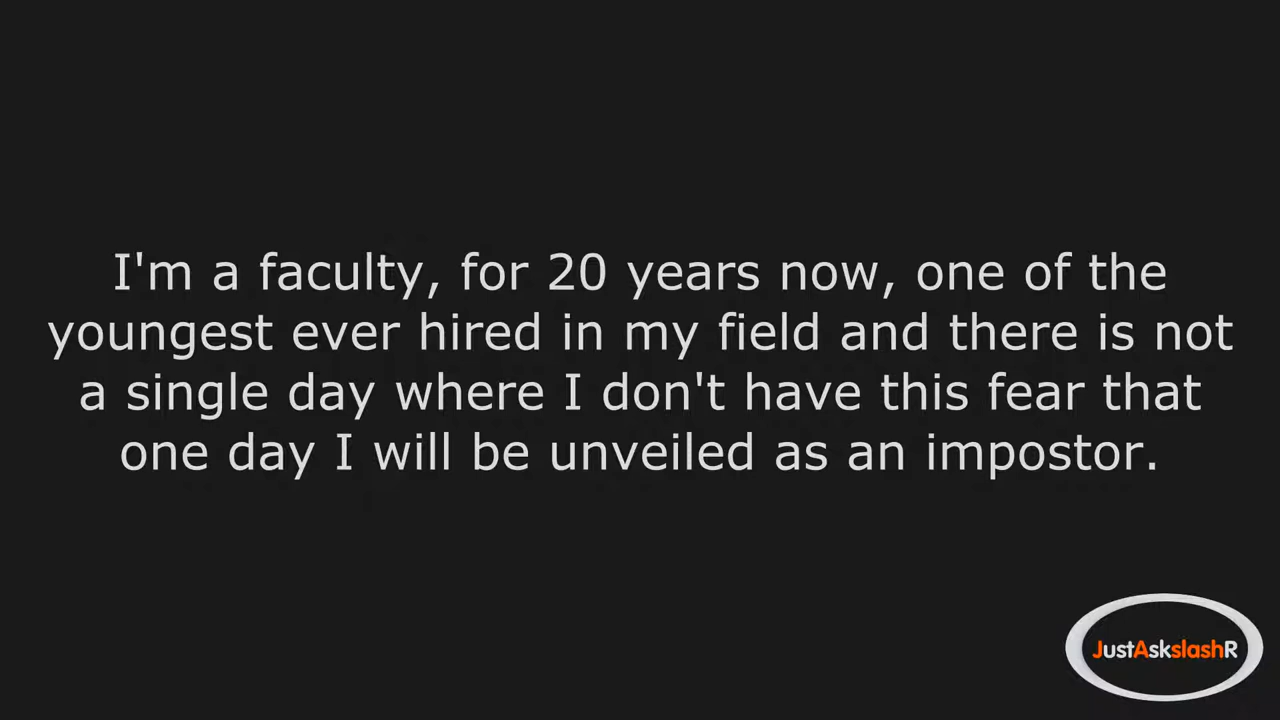 I'm a faculty, for 20 years now, one of the
youngest ever hired in my field and there is not
a single day where I don't have this fear that
one day I will be unveiled as an impostor.
JustAskslashR